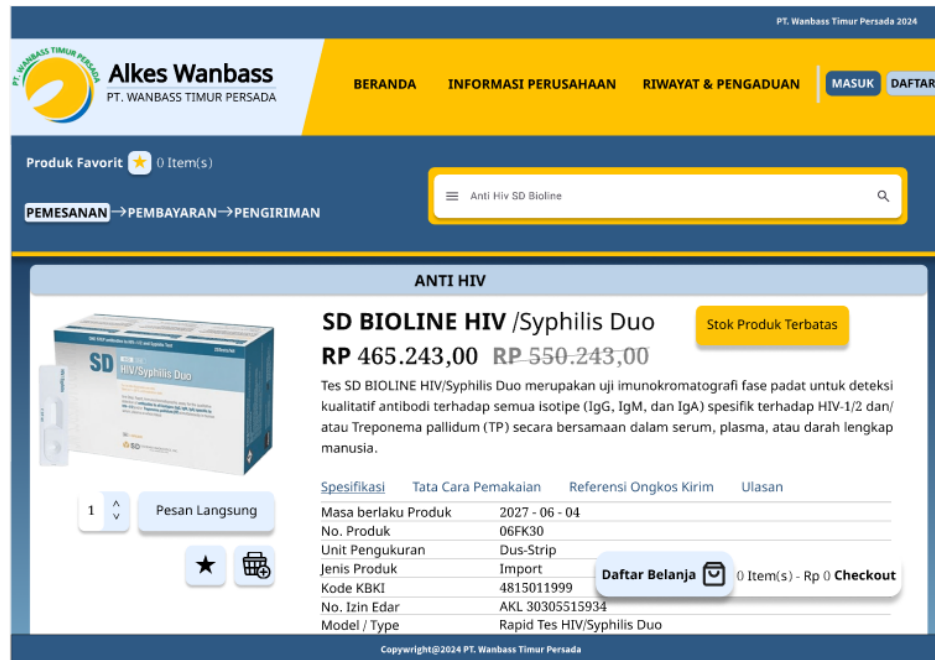 PT. Wanbass Timur Persada 2024
PT. WANBASS TIMUR PERSADA
Alkes Wanbass
PT. WANBASS TIMUR PERSADA
BERANDA INFORMASI PERUSAHAAN RIWAYAT & PENGADUAN MASUK DAFTAR
Produk Favorit 0 Item(s)
Anti Hiv SD Bioline
PEMESANAN→PEMBAYARAN→PENGIRIMAN
ANTI HIV
SD BIOLINE HIV /Syphilis Duo
Stok Produk Terbatas
RP 465.243,00 RP 550.243,00
Tes SD BIOLINE HIV/Syphilis Duo merupakan uji imunokromatografi fase padat untuk deteksi
kualitatif antibodi terhadap semua isotipe (IgG, IgM, dan IgA) spesifik terhadap HIV-1/2 dan/
atau Treponema pallidum (TP) secara bersamaan dalam serum, plasma, atau darah lengkap
manusia.
SD
HIV/Syphilis Duo
SD
1
Pesan Langsung
Spesifikasi Tata Cara Pemakaian Referensi Ongkos Kirim Ulasan
Masa berlaku Produk 2027 - 06 - 04
No. Produk 06FK30
Unit Pengukuran Dus-Strip
Jenis Produk Import
Kode KBKI 4815011999
No. Izin Edar AKL 30305515934
Model / Type Rapid Tes HIV/Syphilis Duo
Daftar Belanja 0 Item(s) - Rp 0 Checkout
Copywright@2024 PT. Wanbass Timur Persada